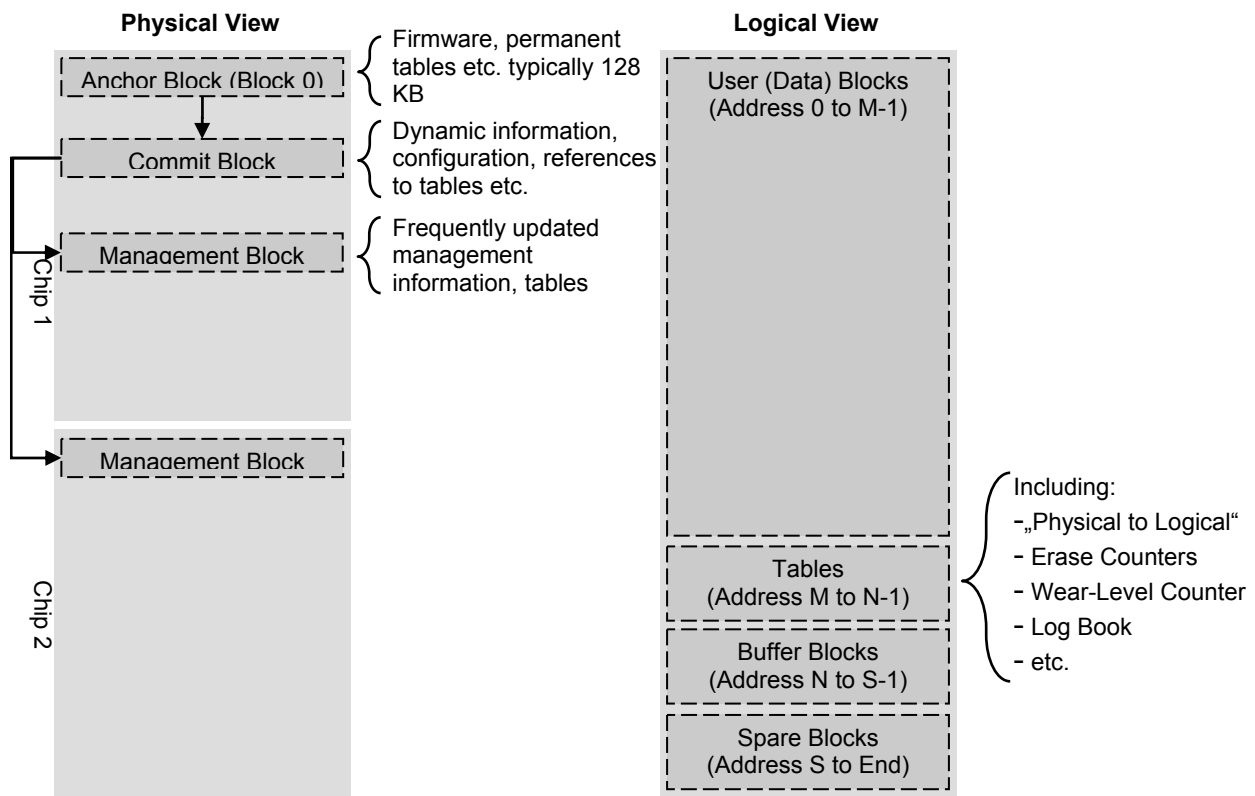 Physical View
Anchor Block (Block 0)
Firmware, permanent
tables etc. typically 128
KB
Commit Block
Dynamic information,
configuration, references
to tables etc.
Management Block
Frequently updated
management
information, tables
Chip 1
Management Block
Chip 2
Logical View
User (Data) Blocks
(Address 0 to M-1)
Tables
(Address M to N-1)
Including:
-„Physical to Logical“
- Erase Counters
- Wear-Level Counter
- Log Book
- etc.
Buffer Blocks
(Address N to S-1)
Spare Blocks
(Address S to End)